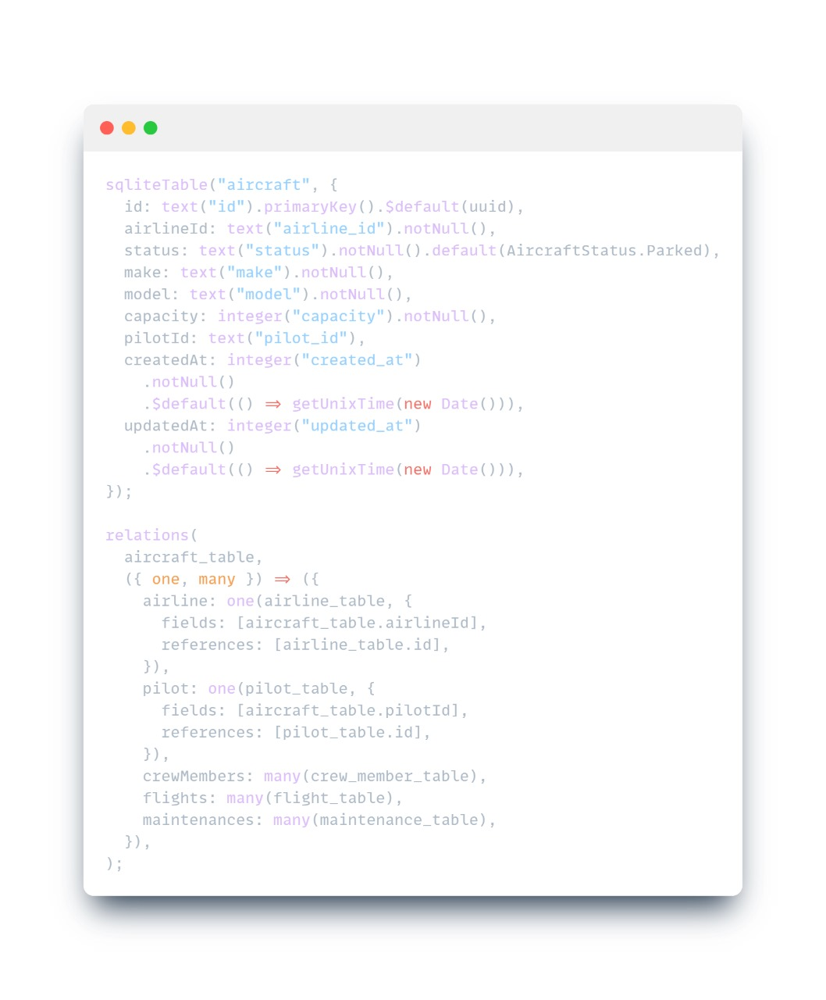 sqliteTable("aircraft", {
  id: text("id").primaryKey().$default(uuid),
  airlineId: text("airline_id").notNull(),
  status: text("status").notNull().default(AircraftStatus.Parked),
  make: text("make").notNull(),
  model: text("model").notNull(),
  capacity: integer("capacity").notNull(),
  pilotId: text("pilot_id"),
  createdAt: integer("created_at")
    .notNull()
    .$default(() => getUnixTime(new Date())),
  updatedAt: integer("updated_at")
    .notNull()
    .$default(() => getUnixTime(new Date())),
});

relations(
  aircraft_table,
  ({ one, many }) => ({
    airline: one(airline_table, {
      fields: [aircraft_table.airlineId],
      references: [airline_table.id],
    }),
    pilot: one(pilot_table, {
      fields: [aircraft_table.pilotId],
      references: [pilot_table.id],
    }),
    crewMembers: many(crew_member_table),
    flights: many(flight_table),
    maintenances: many(maintenance_table),
  }),
);